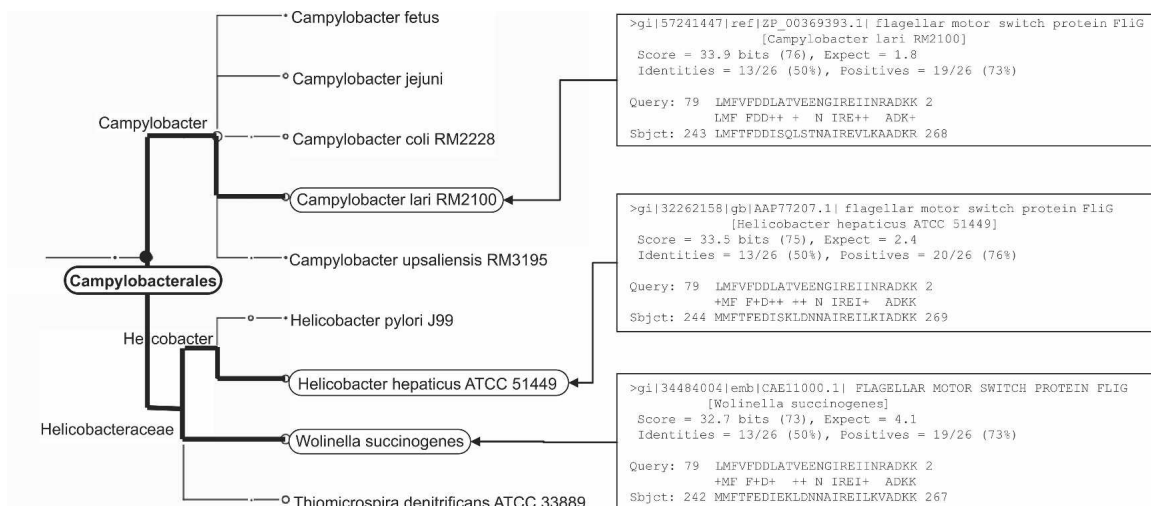 Campylobacter fetus
Campylobacter jejuni
Campylobacter
Campylobacter coli RM2228
Campylobacter lari RM2100
Campylobacter upsaliensis RM3195
Campylobacterales
Helicobacter pylori J99
Helicobacter
Helicobacter hepaticus ATCC 51449
Helicobacteraceae
Wolinella succinogenes
Thiomicrospira denitrificans ATCC 33889
>gi|57241447|ref|ZP_00369393.1| flagellar motor switch protein FliG
[Campylobacter lari RM2100]
Score = 33.9 bits (76), Expect = 1.8
Identities = 13/26 (50%), Positives = 19/26 (73%)
Query: 79 LMFVFDDLATVEENGIREIINRADKK 2
LMF FDD++ + N IRE++ ADK+
Sbjct: 243 LMFTFDDISQLSTNAIREVLKAADKR 268
>gi|32262158|gb|AAP77207.1| flagellar motor switch protein FliG
[Helicobacter hepaticus ATCC 51449]
Score = 33.5 bits (75), Expect = 2.4
Identities = 13/26 (50%), Positives = 20/26 (76%)
Query: 79 LMFVFDDLATVEENGIREIINRADKK 2
+MF F+D++ ++ N IREI+ ADKK
Sbjct: 244 MMFTFEDISKLDNNAIREILKIADKK 269
>gi|34484004|emb|CAE11000.1| FLAGELLAR MOTOR SWITCH PROTEIN FLIG
[Wolinella succinogenes]
Score = 32.7 bits (73), Expect = 4.1
Identities = 13/26 (50%), Positives = 19/26 (73%)
Query: 79 LMFVFDDLATVEENGIREIINRADKK 2
+MF F+D+ ++ N IREI+ ADKK
Sbjct: 242 MMFTFEDIEKLDNNAIREILKVADKK 267